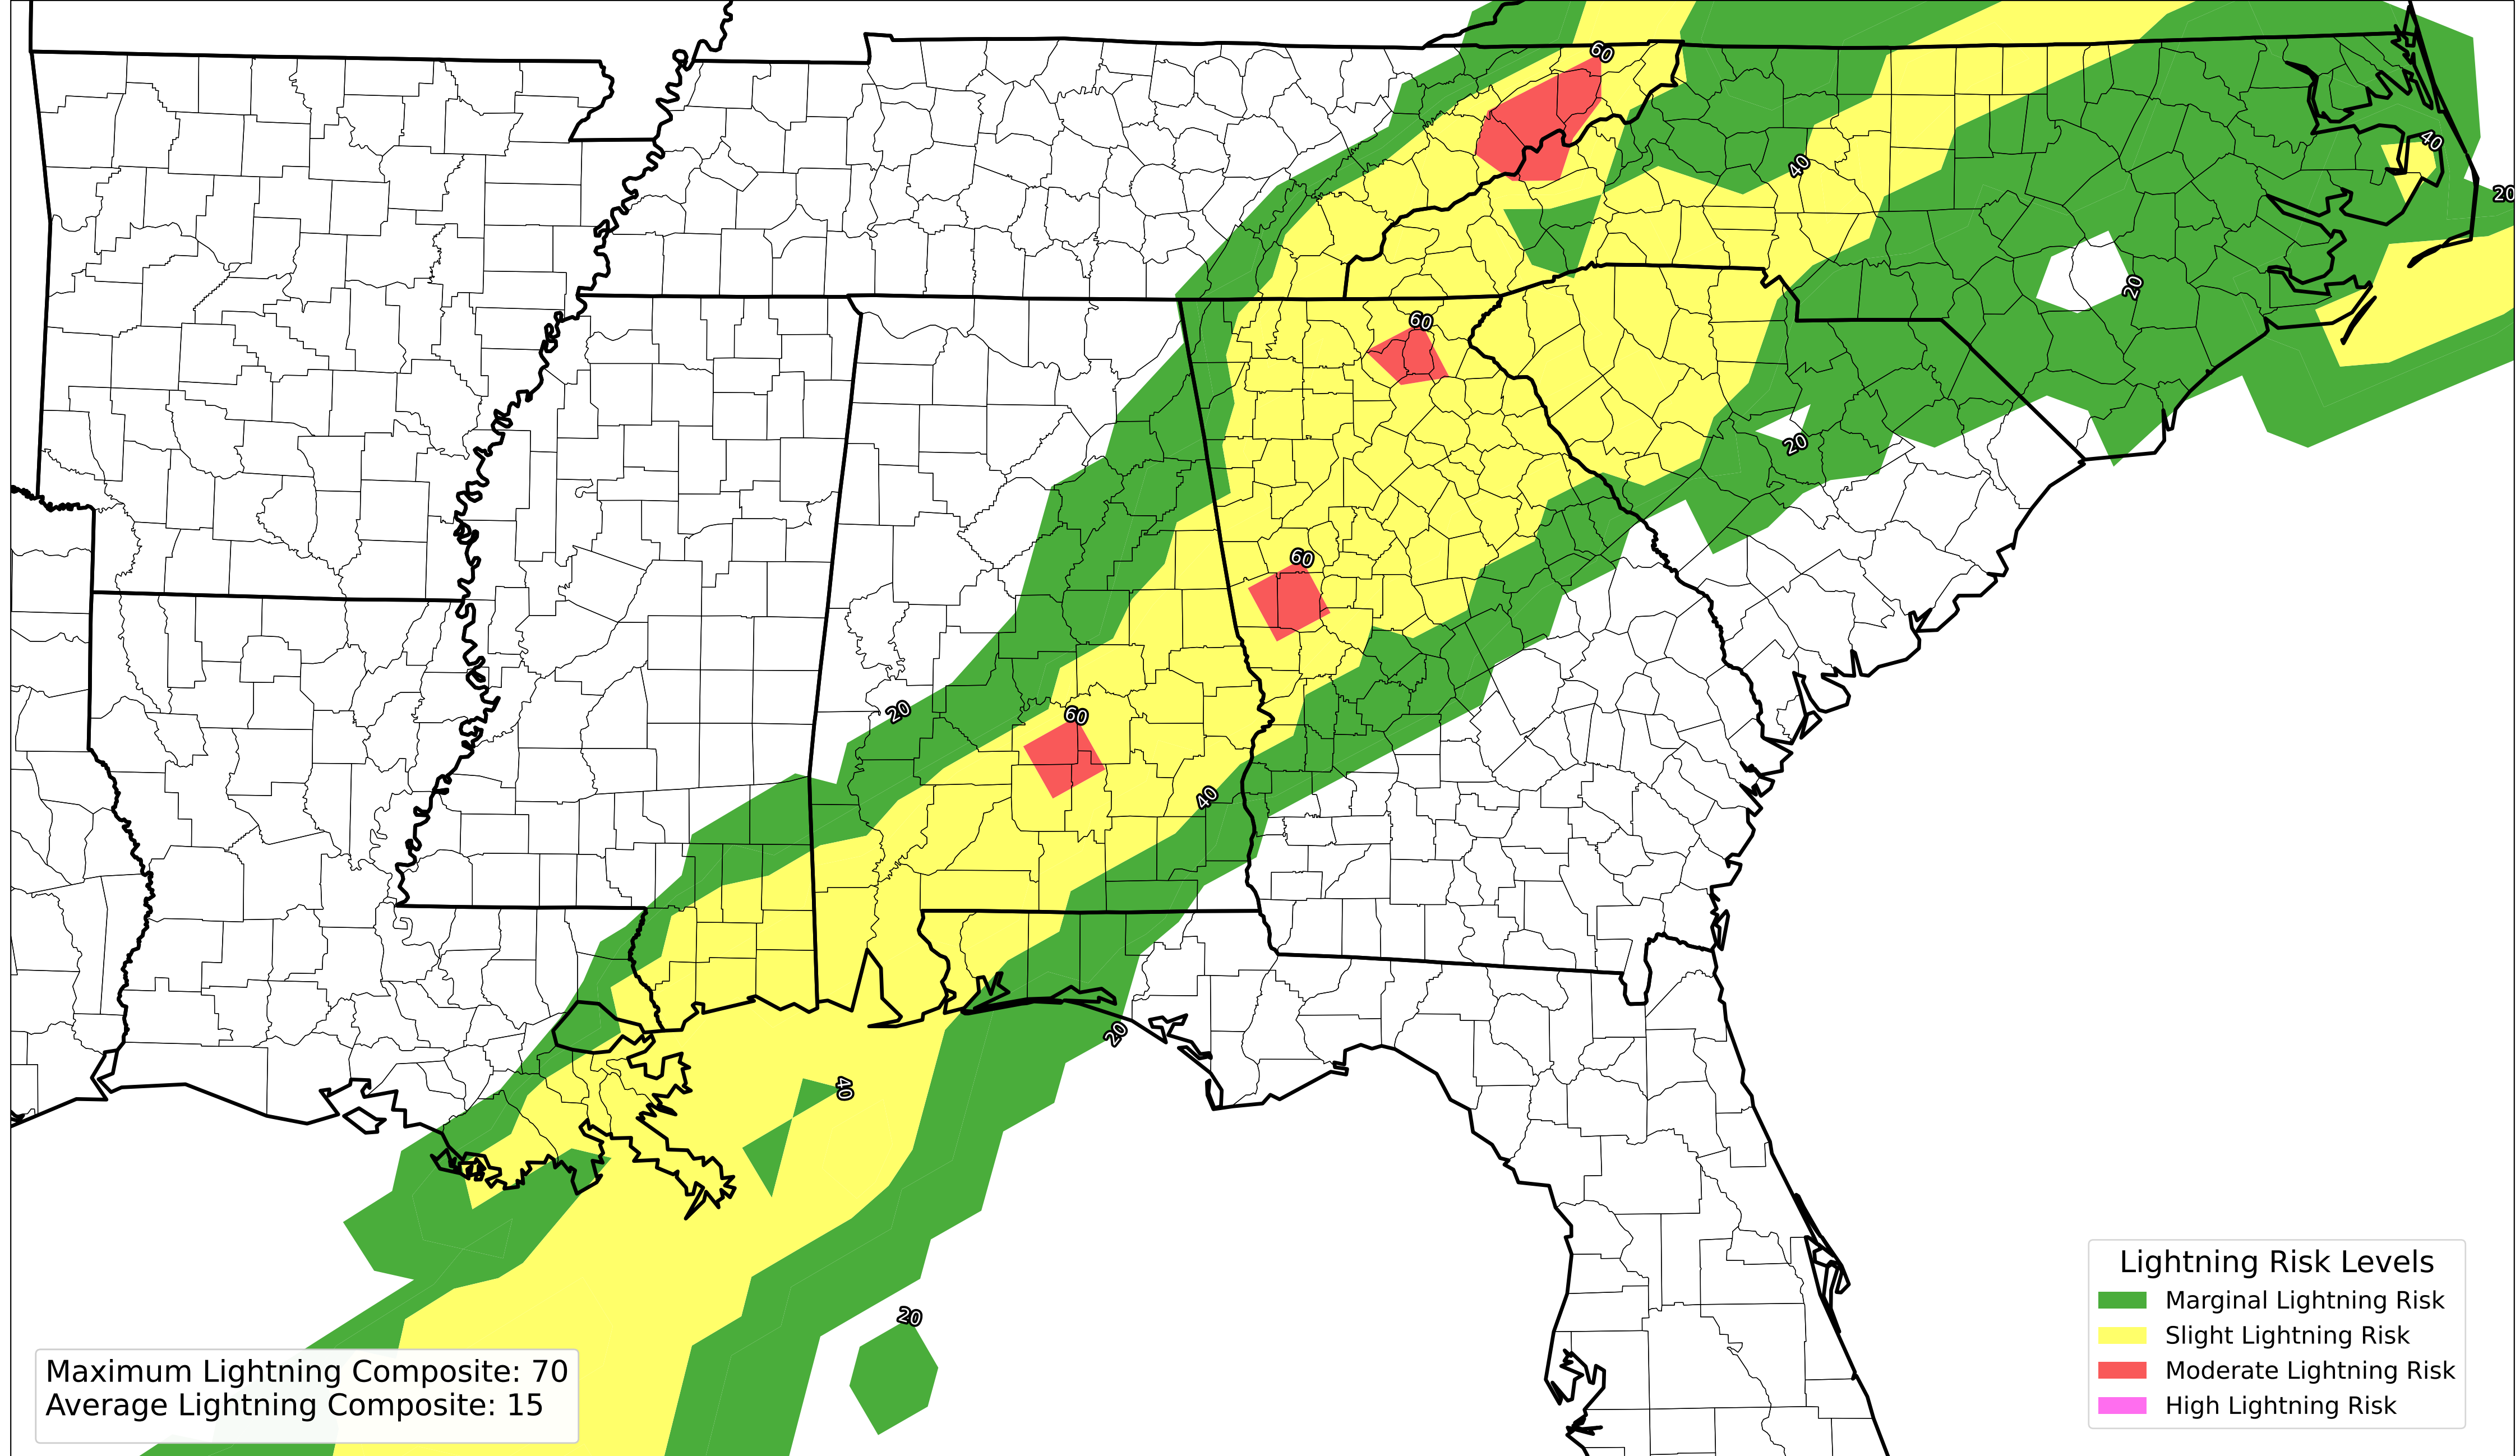 60
40
40
20
60
20
20
60
20
60
40
20
40
20
Lightning Risk Levels
Marginal Lightning Risk
Slight Lightning Risk
Moderate Lightning Risk
High Lightning Risk
Maximum Lightning Composite: 70
Average Lightning Composite: 15